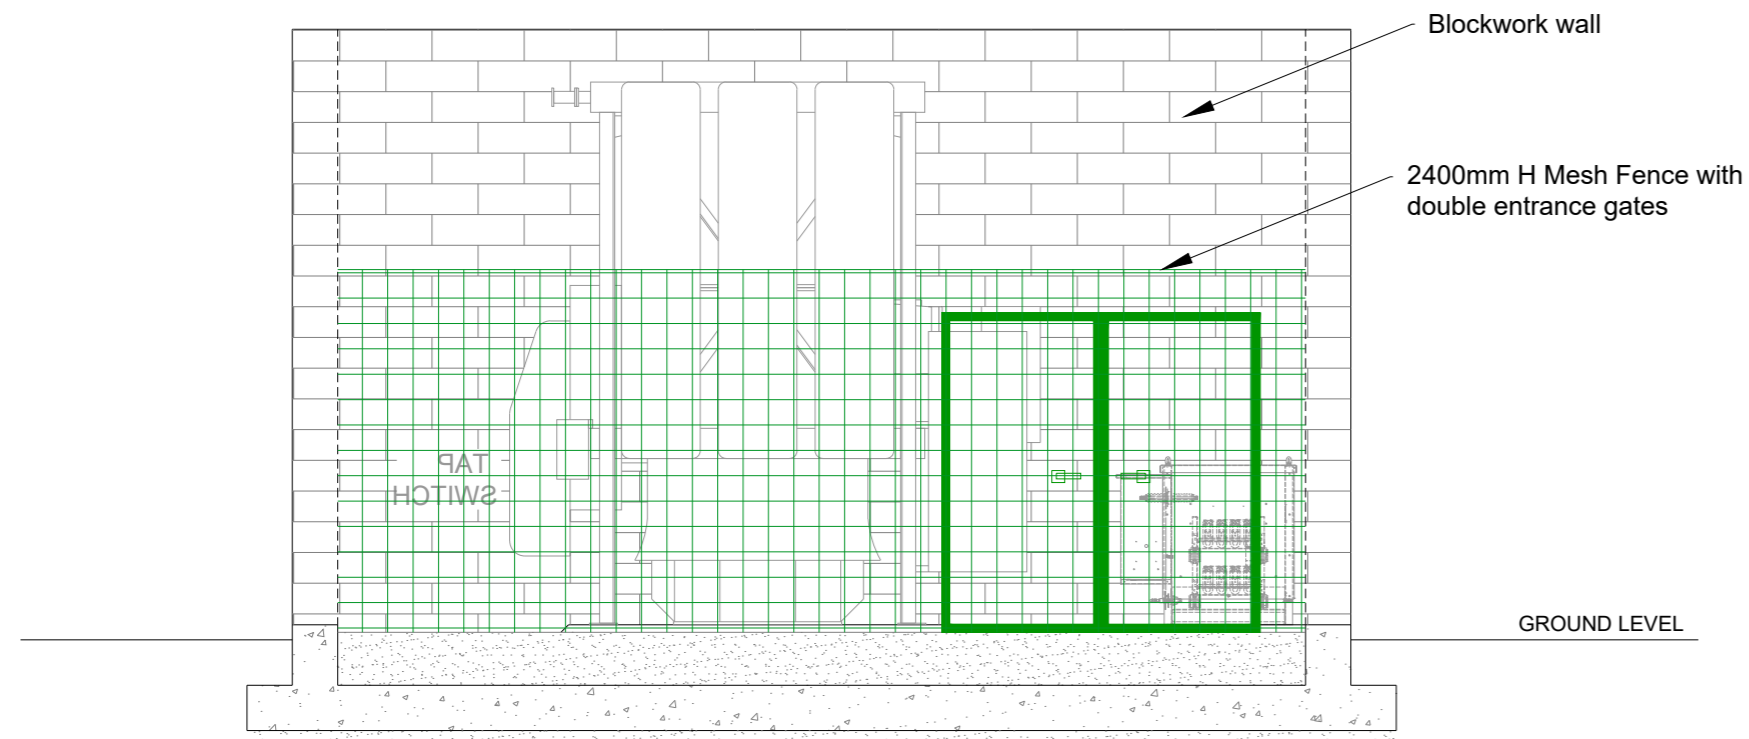 Blockwork wall
2400mm H Mesh Fence with
double entrance gates
TAP
SWITCH
GROUND LEVEL